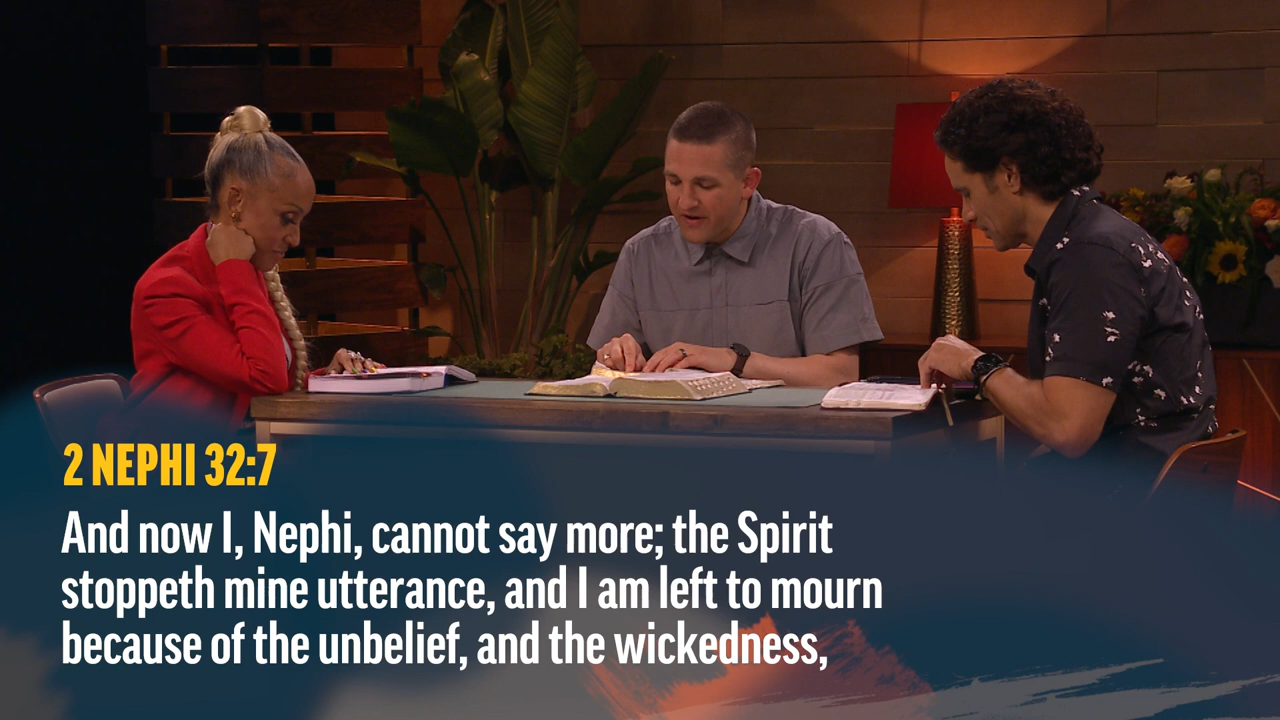 2 NEPHI 32:7
And now I, Nephi, cannot say more; the Spirit
stoppeth mine utterance, and I am left to mourn
because of the unbelief, and the wickedness,